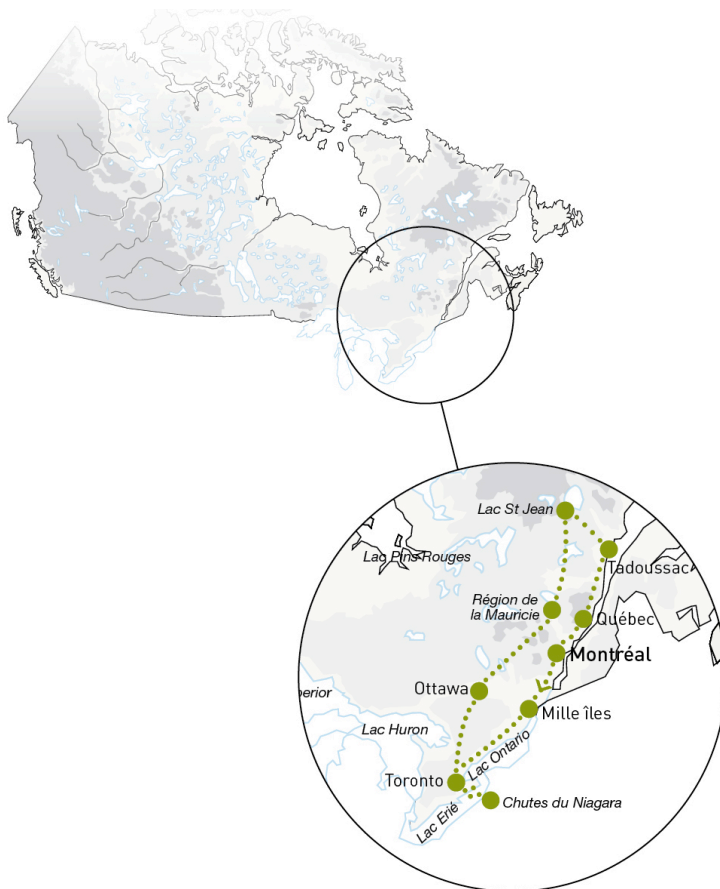 Lac St Jean
Lac Pins Rouges
Tadoussac
Région de
la Mauricie
Québec
Montréal
Ottawa
Mille îles
erior
Lac Huron
Lac Ontario
Toronto
Chutes du Niagara
Lac Erié